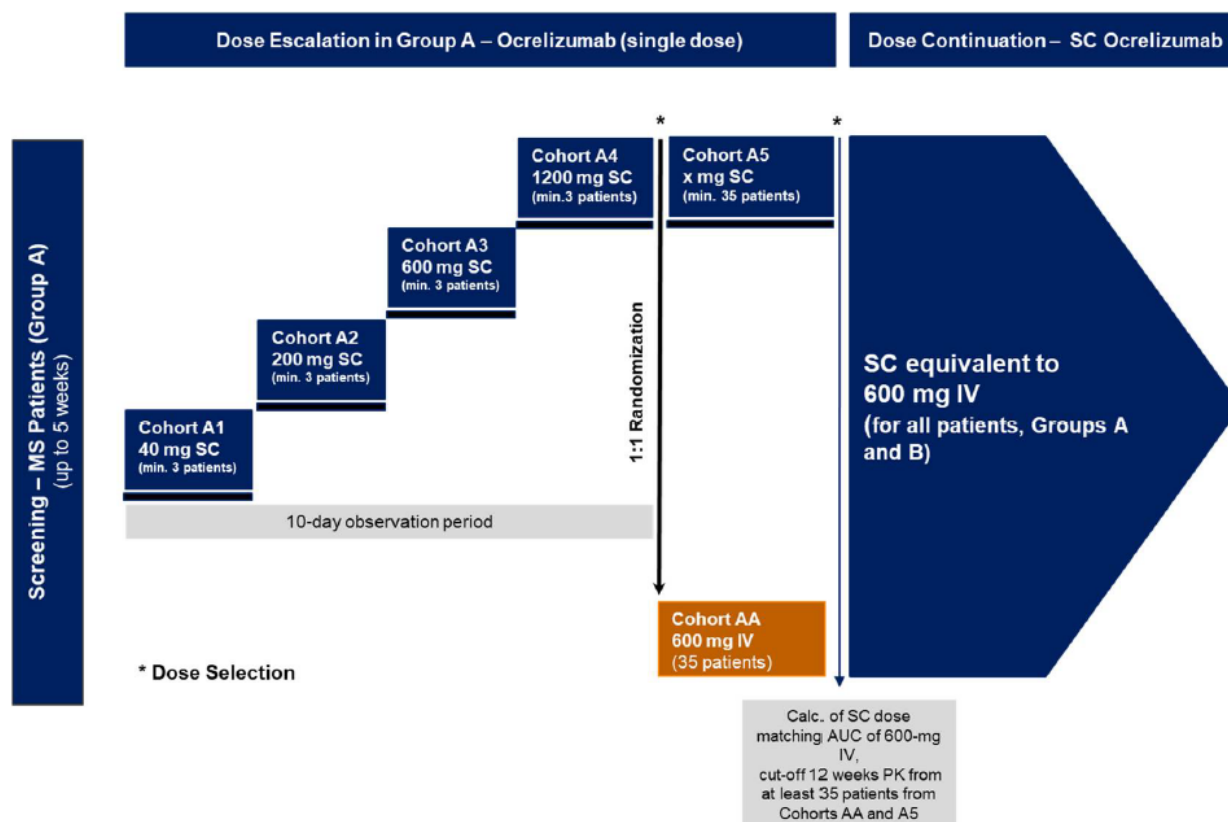 Dose Escalation in Group A – Ocrelizumab (single dose)
Dose Continuation – SC Ocrelizumab
Screening – MS Patients (Group A)
(up to 5 weeks)
Cohort A1
40 mg SC
(min. 3 patients)
Cohort A2
200 mg SC
(min. 3 patients)
Cohort A3
600 mg SC
(min. 3 patients)
Cohort A4
1200 mg SC
(min.3 patients)
*
1:1 Randomization
Cohort A5
x mg SC
(min. 35 patients)
*
SC equivalent to
600 mg IV
(for all patients, Groups A
and B)
10-day observation period
Cohort AA
600 mg IV
(35 patients)
* Dose Selection
Calc. of SC dose
matching AUC of 600-mg
IV,
cut-off 12 weeks PK from
at least 35 patients from
Cohorts AA and A5